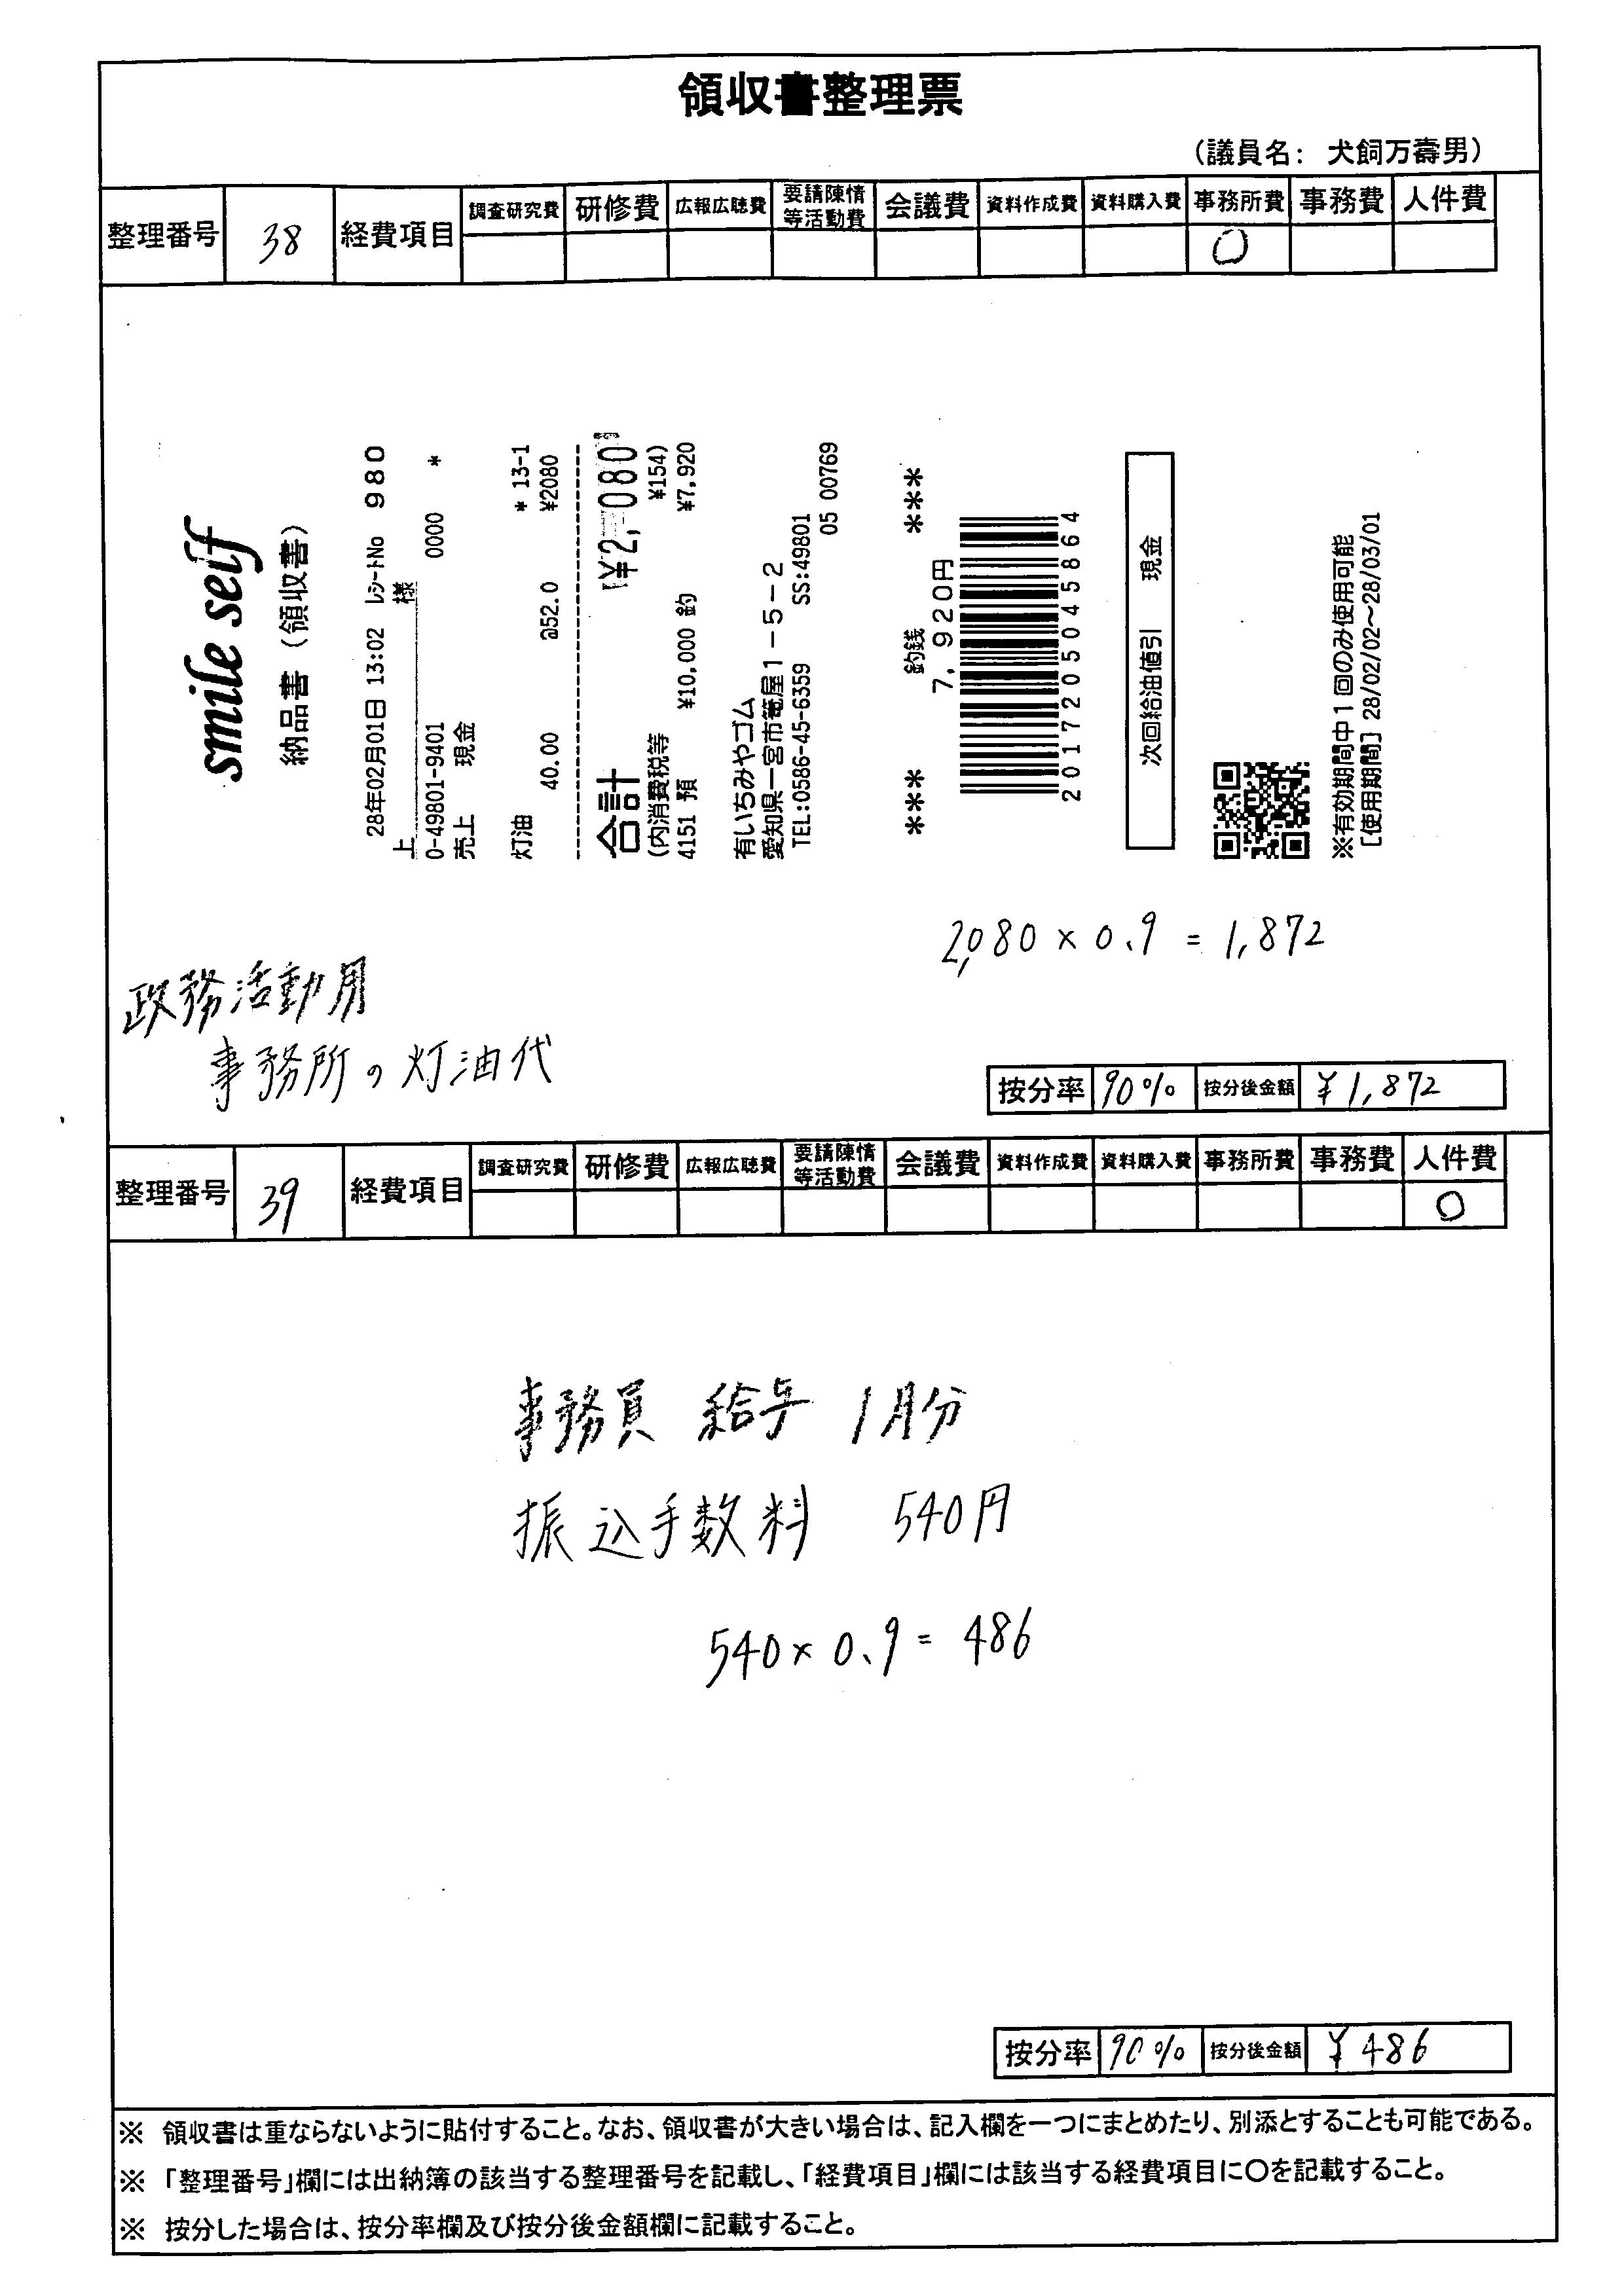 領収書整理票
（議員名： 犬飼万壽男）
整理番号 38 経費項目 調査研究費 研修費 広報広聴費 要請陳情等活動費 会議費 資料作成費 資料購入費 事務所費 事務費 人件費
○
smile self
納品書（領収書）
28年02月01日 13:02 ﾚｼｰﾄNo 980
上 様
0-49801-9401 0000 *
売上 現金
灯油 * 13-1
40.00 @52.0 ¥2080
合計 ¥2,080
(内消費税等 ¥154)
4151 預 ¥10,000 釣 ¥7,920
有いちみやゴム
愛知県一宮市篭屋1－5－2
TEL:0586-45-6359 SS:49801
05 00769
*** 釣銭 ***
7,920円
2017205045864
次回給油値引 現金
※有効期間中1回のみ使用可能
[使用期間] 28/02/02〜28/03/01
2,080 × 0.9 = 1,872
政務活動用
事務所の灯油代
按分率 90% 按分後金額 ¥1,872
整理番号 39 経費項目 調査研究費 研修費 広報広聴費 要請陳情等活動費 会議費 資料作成費 資料購入費 事務所費 事務費 人件費
○
事務員 給与 1月分
振込手数料 540円
540 × 0.9 = 486
按分率 90% 按分後金額 ¥486
※ 領収書は重ならないように貼付すること。なお、領収書が大きい場合は、記入欄を一つにまとめたり、別添とすることも可能である。
※ 「整理番号」欄には出納簿の該当する整理番号を記載し、「経費項目」欄には該当する経費項目に○を記載すること。
※ 按分した場合は、按分率欄及び按分後金額欄に記載すること。